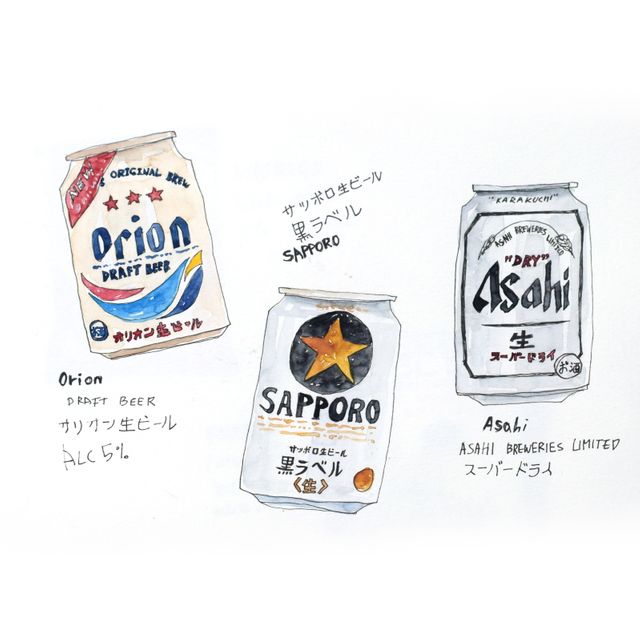 NEW
ORIGINAL BREW
Orion
DRAFT BEER
オリオン生ビール
Orion
DRAFT BEER
サリオン生ビール
ALC 5%
サッポロ生ビール
黒ラベル
SAPPORO
SAPPORO
サッポロ生ビール
黒ラベル
〈生〉
"KARAKUCHI"
ASAHI BREWERIES LIMITED
"DRY"
Asahi
生
スーパードライ
お酒
Asahi
ASAHI BREWERIES LIMITED
スーパードライ